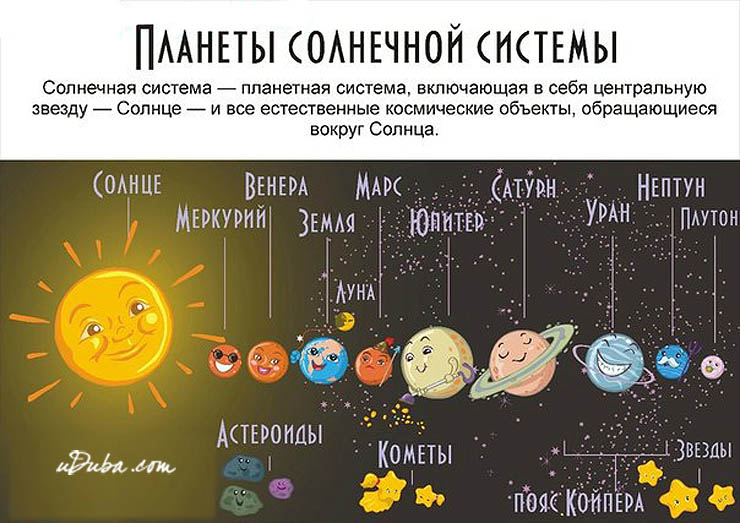 Планеты солнечной системы
Солнечная система — планетная система, включающая в себя центральную
звезду — Солнце — и все естественные космические объекты, обращающиеся
вокруг Солнца.
Солнце
Венера
Марс
Сатурн
Нептун
Меркурий
Земля
Юпитер
Уран
Плутон
Луна
Астероиды
Кометы
Звезды
пояс Койпера
uDuba.com